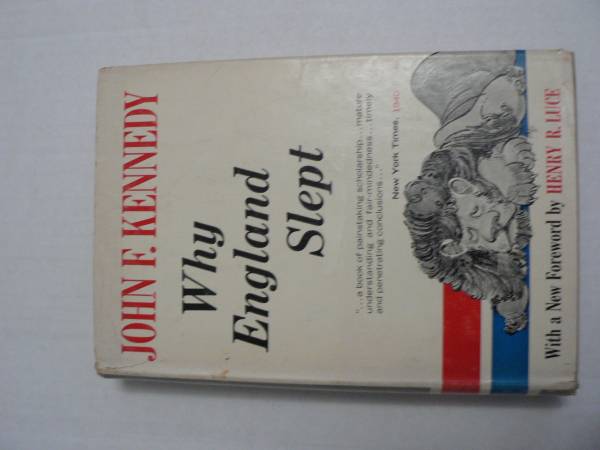 JOHN F. KENNEDY
Why
England
Slept
"...a book of painstaking scholarship...mature
understanding and fair-mindedness...timely
and penetrating conclusions..."
New York Times, 1940
With a New Foreword by HENRY R. LUCE